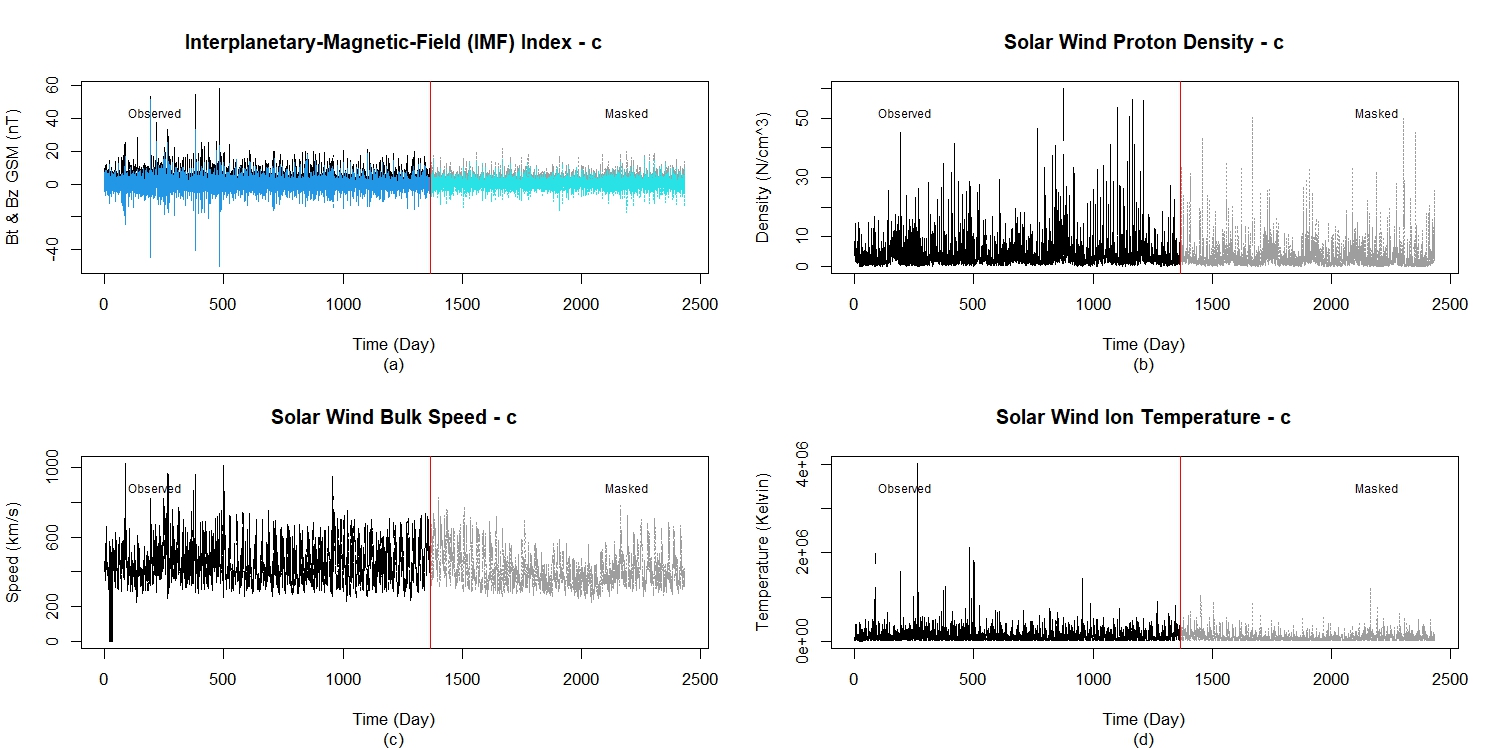 Interplanetary-Magnetic-Field (IMF) Index - c
Bt & Bz GSM (nT)
60
40
20
0
-40
Observed
Masked
0 500 1000 1500 2000 2500
Time (Day)
(a)
Solar Wind Proton Density - c
Density (N/cm^3)
50
30
10
0
Observed
Masked
0 500 1000 1500 2000 2500
Time (Day)
(b)
Solar Wind Bulk Speed - c
Speed (km/s)
1000
600
200
0
Observed
Masked
0 500 1000 1500 2000 2500
Time (Day)
(c)
Solar Wind Ion Temperature - c
Temperature (Kelvin)
4e+06
2e+06
0e+00
Observed
Masked
0 500 1000 1500 2000 2500
Time (Day)
(d)